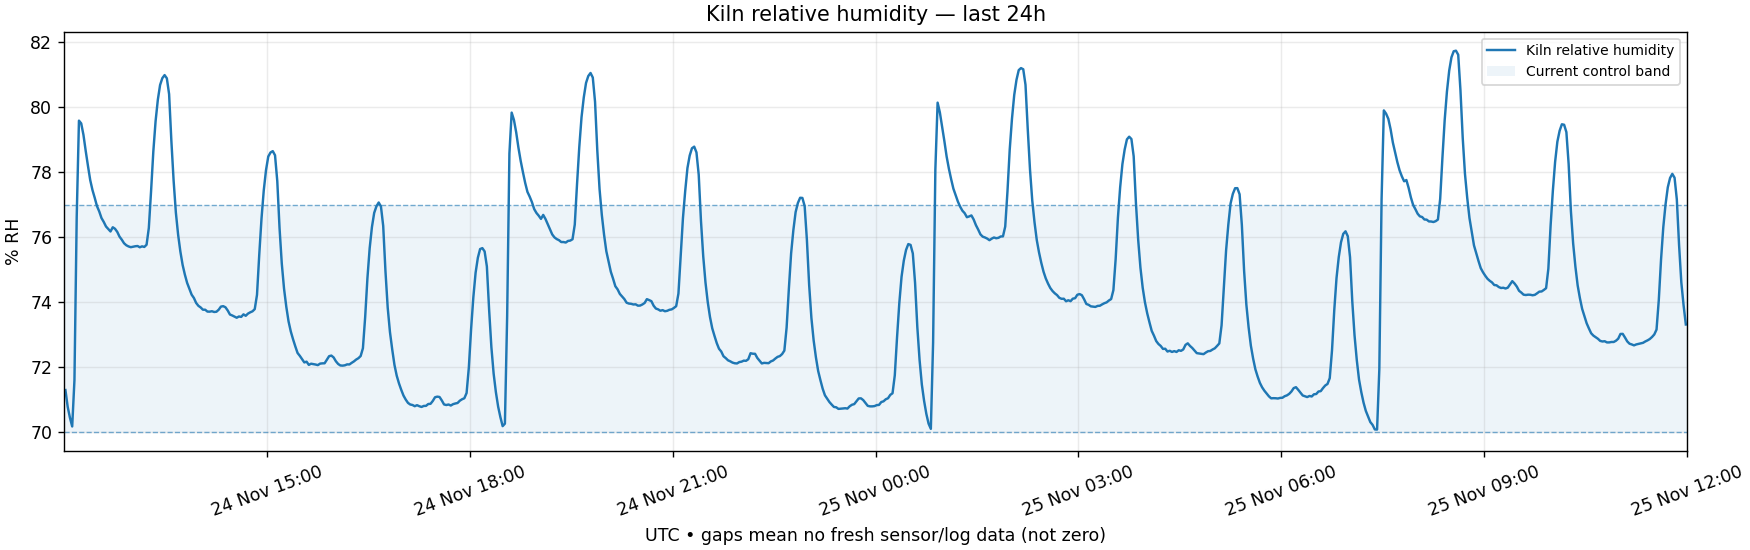 Kiln relative humidity — last 24h
Kiln relative humidity
Current control band
% RH
82
80
78
76
74
72
70
24 Nov 15:00
24 Nov 18:00
24 Nov 21:00
25 Nov 00:00
25 Nov 03:00
25 Nov 06:00
25 Nov 09:00
25 Nov 12:00
UTC • gaps mean no fresh sensor/log data (not zero)